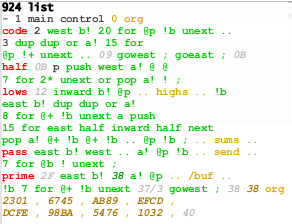 924 list
- 1 main control 0 org
code 2 west b! 20 for @p !b unext ..
3 dup dup or a! 15 for
@p !+ unext .. 09 gowest ; goeast ; 0B
half 0B p push west a! @ @
7 for 2* unext or pop a! ! ;
lows 12 inward b! @p .. highs .. !b
east b! dup dup or a!
8 for @+ !b unext a push
15 for east half inward half next
pop a! @+ !b @+ !b .. @p !b ; .. sums ..
pass east b! west .. a! @p !b .. send ..
7 for @b ! unext ;
prime 2F east b! 38 a! @p .. /buf ..
!b 7 for @+ !b unext 37/3 gowest ; 38 38 org
2301 , 6745 , AB89 , EFCD ,
DCFE , 98BA , 5476 , 1032 , 40